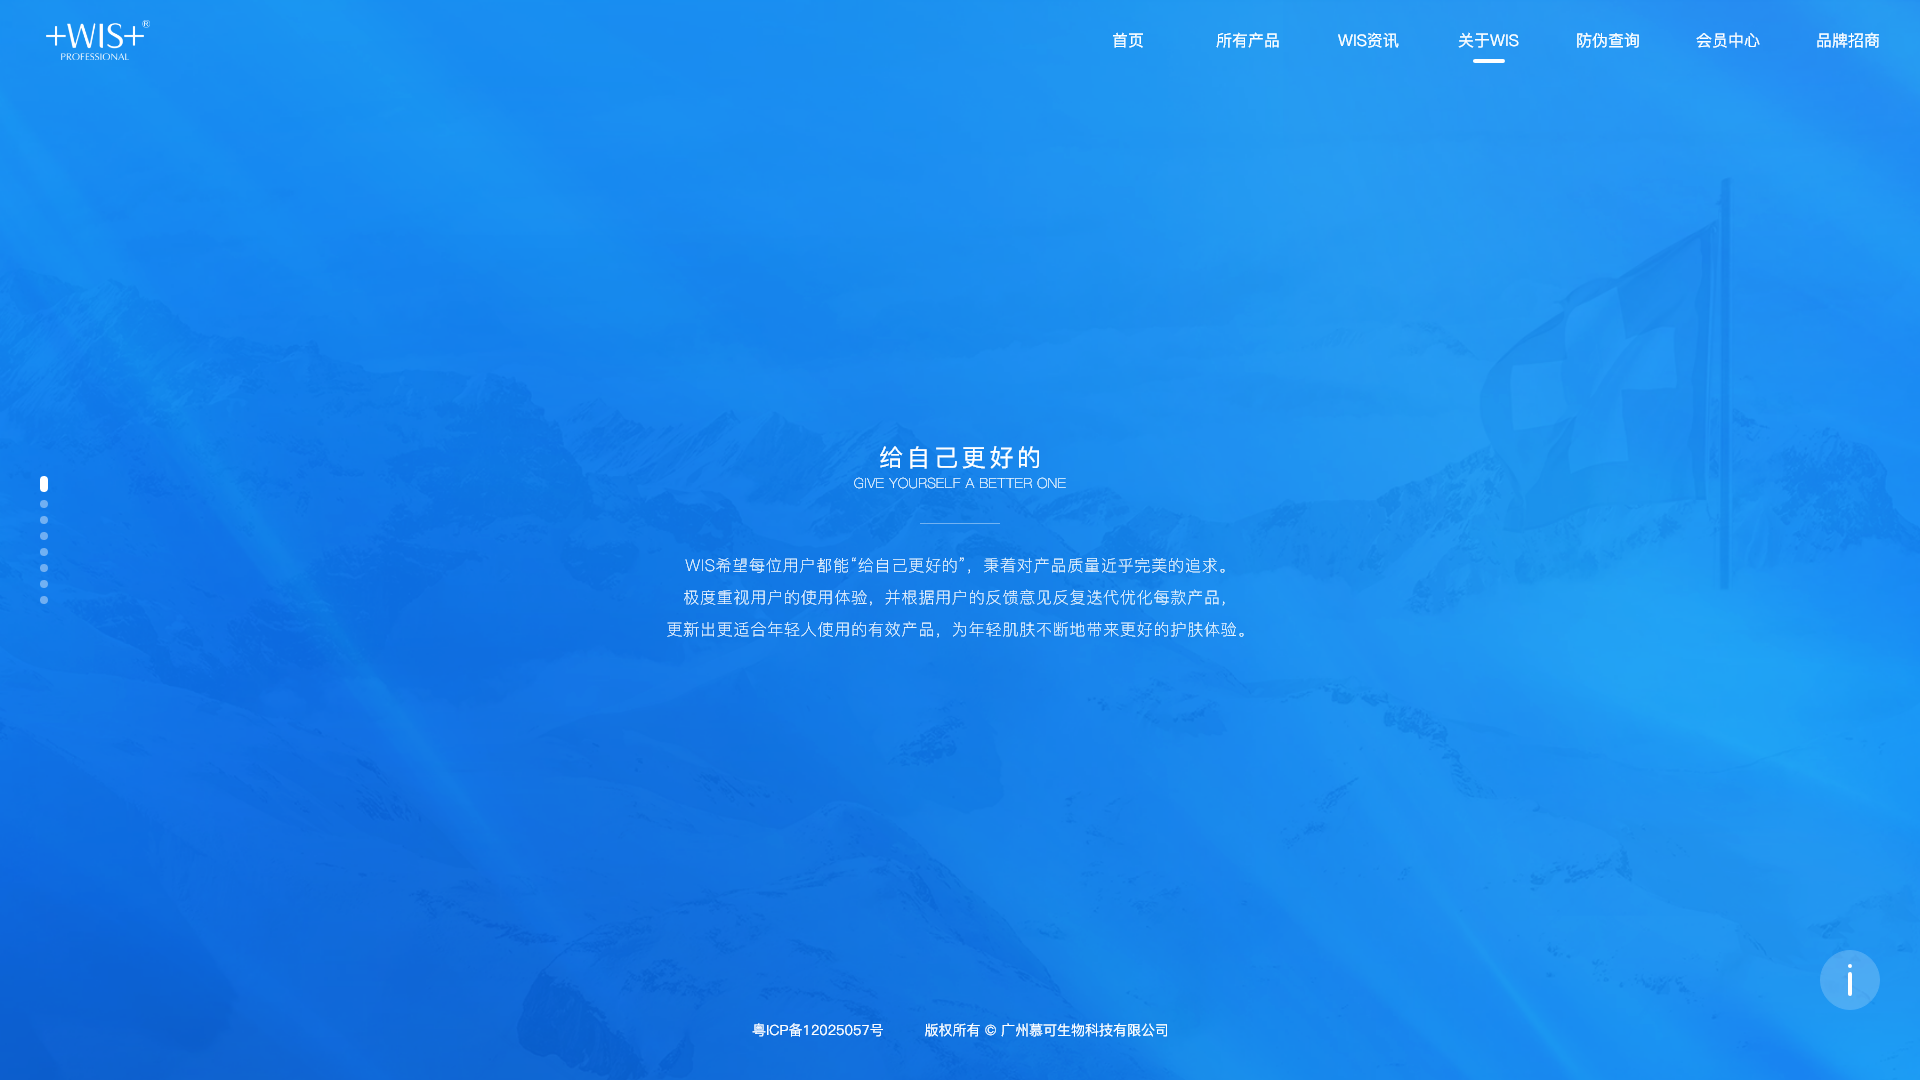 +WIS+®
PROFESSIONAL
首页
所有产品
WIS资讯
关于WIS
防伪查询
会员中心
品牌招商
给自己更好的
GIVE YOURSELF A BETTER ONE
WIS希望每位用户都能“给自己更好的”，秉着对产品质量近乎完美的追求。
极度重视用户的使用体验，并根据用户的反馈意见反复迭代优化每款产品，
更新出更适合年轻人使用的有效产品，为年轻肌肤不断地带来更好的护肤体验。
粤ICP备12025057号
版权所有 © 广州慕可生物科技有限公司